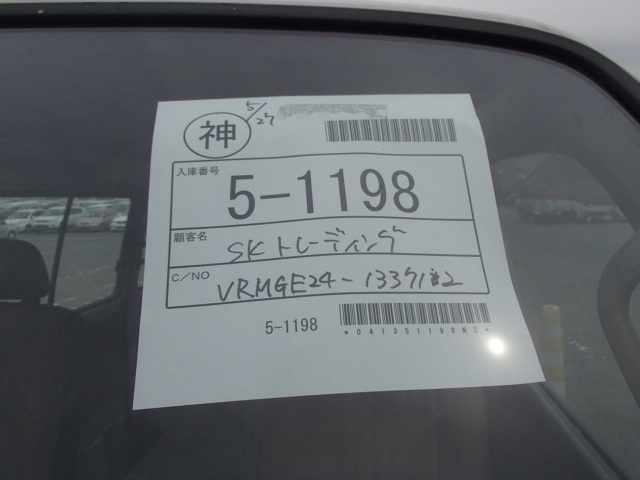 神
5/27
入庫番号
5-1198
顧客名
SKトレーディング
C/NO
VRMGE24-
5-1198